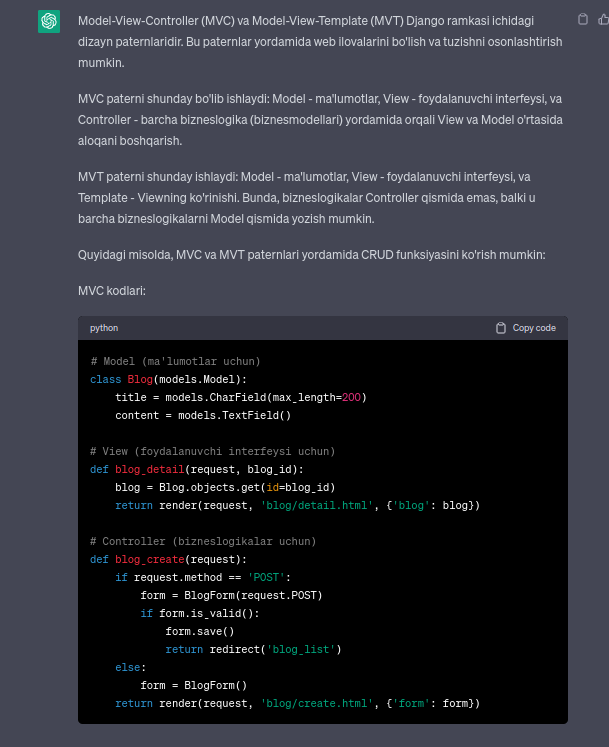 Model-View-Controller (MVC) va Model-View-Template (MVT) Django ramkasi ichidagi
dizayn paternlaridir. Bu paternlar yordamida web ilovalarini bo'lish va tuzishni osonlashtirish
mumkin.
MVC paterni shunday bo'lib ishlaydi: Model - ma'lumotlar, View - foydalanuvchi interfeysi, va
Controller - barcha bizneslogika (biznesmodellari) yordamida orqali View va Model o'rtasida
aloqani boshqarish.
MVT paterni shunday ishlaydi: Model - ma'lumotlar, View - foydalanuvchi interfeysi, va
Template - Viewning ko'rinishi. Bunda, bizneslogikalar Controller qismida emas, balki u
barcha bizneslogikalarni Model qismida yozish mumkin.
Quyidagi misolda, MVC va MVT paternlari yordamida CRUD funksiyasini ko'rish mumkin:
MVC kodlari:
python Copy code
# Model (ma'lumotlar uchun)
class Blog(models.Model):
    title = models.CharField(max_length=200)
    content = models.TextField()
# View (foydalanuvchi interfeysi uchun)
def blog_detail(request, blog_id):
    blog = Blog.objects.get(id=blog_id)
    return render(request, 'blog/detail.html', {'blog': blog})
# Controller (bizneslogikalar uchun)
def blog_create(request):
    if request.method == 'POST':
        form = BlogForm(request.POST)
        if form.is_valid():
            form.save()
            return redirect('blog_list')
    else:
        form = BlogForm()
    return render(request, 'blog/create.html', {'form': form})